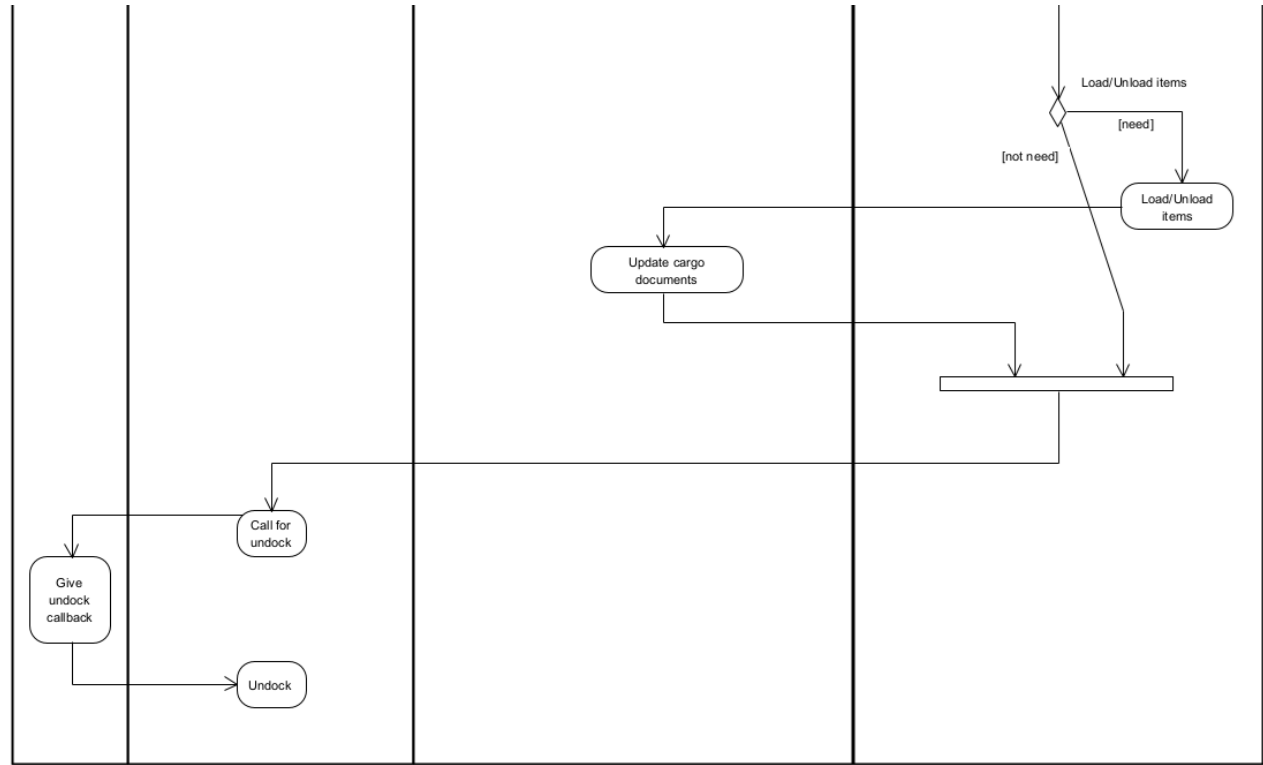 Load/Unload items
[need]
[not need]
Load/Unload
items
Update cargo
documents
Call for
undock
Give
undock
callback
Undock